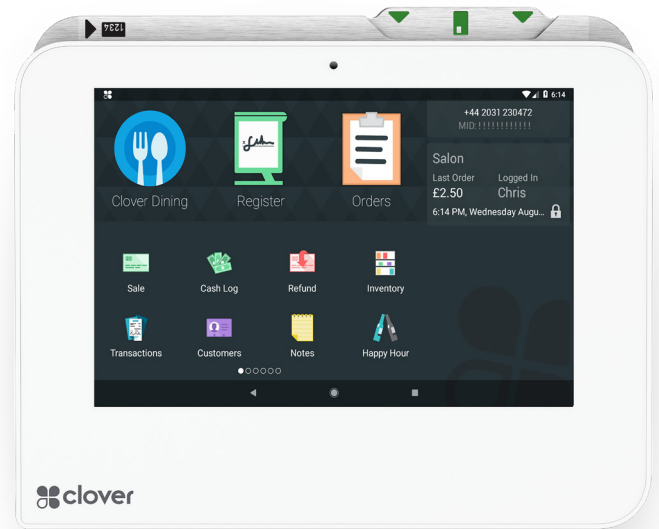 1234
6:14
+44 2031 230472
MID:!!!!!!!!!!!!
Clover Dining
Register
Orders
Salon
Last Order
Logged In
£2.50
Chris
6:14 PM, Wednesday Augu...
Sale
Cash Log
Refund
Inventory
Transactions
Customers
Notes
Happy Hour
clover